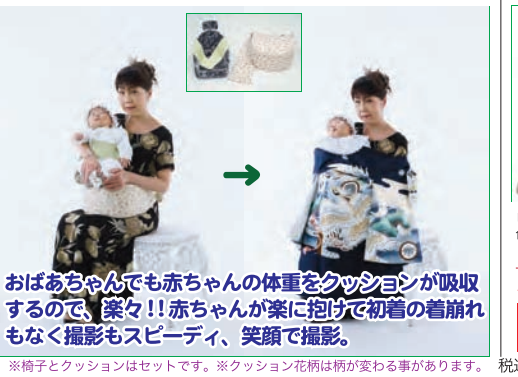 おばあちゃんでも赤ちゃんの体重をクッションが吸収
するので、楽々!!赤ちゃんが楽に抱けて初着の着崩れ
もなく撮影もスピーディ、笑顔で撮影。
※椅子とクッションはセットです。※クッション花柄は柄が変わる事があります。
税込